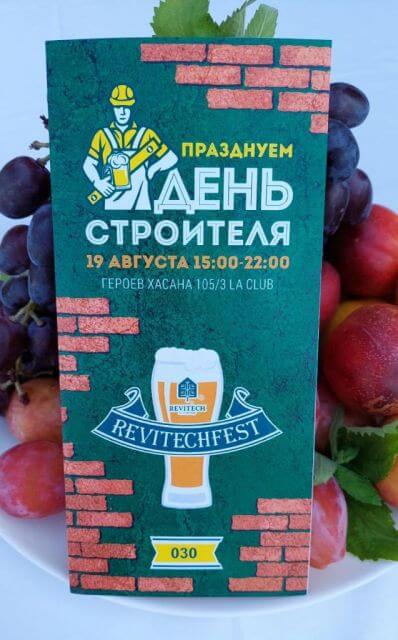 ПРАЗДНУЕМ
ДЕНЬ
СТРОИТЕЛЯ
19 АВГУСТА 15:00-22:00
ГЕРОЕВ ХАСАНА 105/3 LA CLUB
REVITECH
REVITECHFEST
030